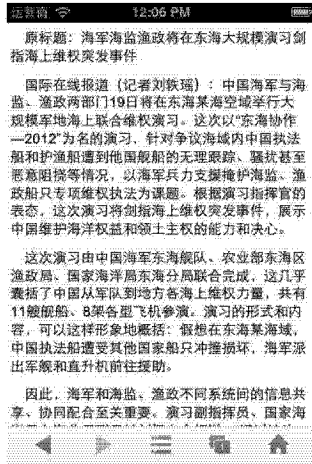 运营商 12:06 PM
原标题：海军海监渔政将在东海大规模演习剑
指海上维权突发事件
国际在线报道（记者刘轶瑶）：中国海军与海
监、渔政两部门19日将在东海某海空域举行大
规模军地海上联合维权演习。这次以“东海协作
—2012”为名的演习，针对争议海域内中国执法
船和护渔船遭到他国舰船的无理跟踪、骚扰甚至
恶意阻挠等情况，以海军兵力支援掩护海监、渔
政船只专项维权执法为课题。根据演习指挥官的
表态，这次演习将剑指海上维权突发事件，展示
中国维护海洋权益和领土主权的能力和决心。
这次演习由中国海军东海舰队、农业部东海区
渔政局、国家海洋局东海分局联合完成，这几乎
囊括了中国从军队到地方各海上维权力量，共有
11艘舰船、8架各型飞机参演。演习的形式和内
容，可以这样形象地概括：假想在东海某海域，
中国执法船遭受其他国家船只冲撞损坏，海军派
出军舰和直升机前往援助。
因此，海军和海监、渔政不同系统间的信息共
享、协同配合至关重要。演习副指挥员、国家海